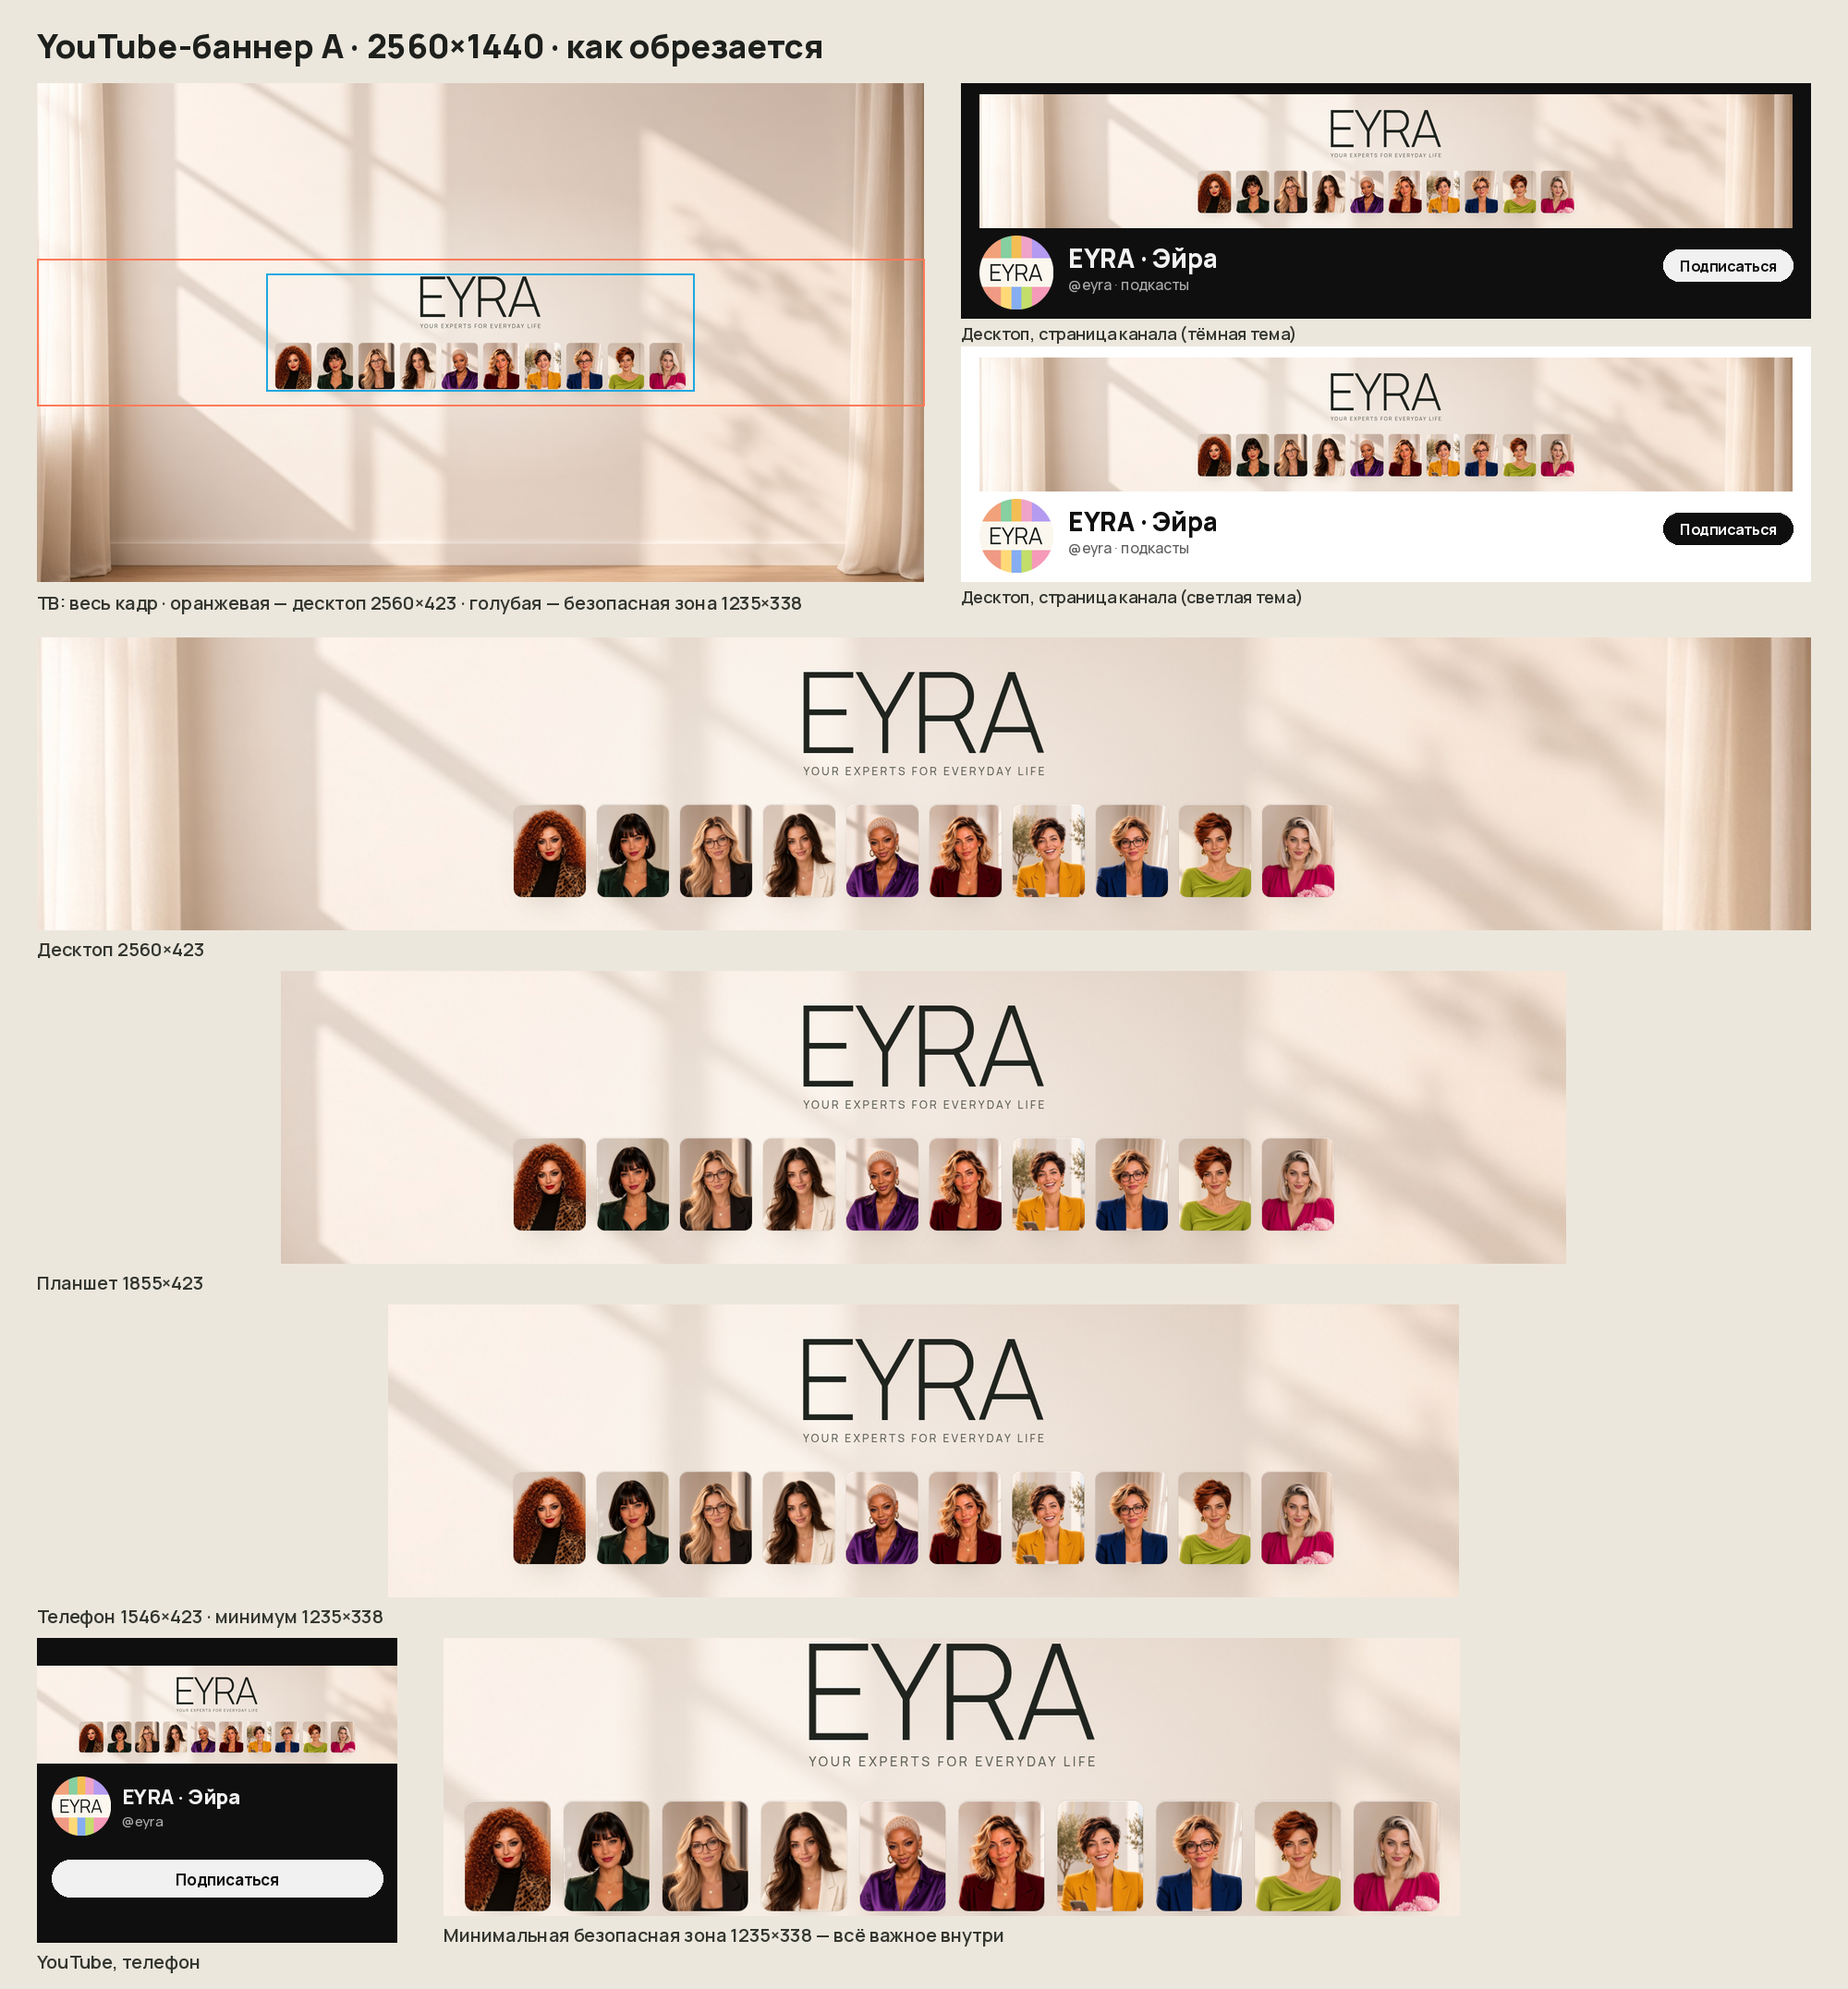 YouTube-баннер A · 2560×1440 · как обрезается
EYRA
YOUR EXPERTS FOR EVERYDAY LIFE
ТВ: весь кадр · оранжевая — десктоп 2560×423 · голубая — безопасная зона 1235×338
EYRA
YOUR EXPERTS FOR EVERYDAY LIFE
EYRA
EYRA · Эйра
@eyra · подкасты
Подписаться
Десктоп, страница канала (тёмная тема)
EYRA
YOUR EXPERTS FOR EVERYDAY LIFE
EYRA
EYRA · Эйра
@eyra · подкасты
Подписаться
Десктоп, страница канала (светлая тема)
EYRA
YOUR EXPERTS FOR EVERYDAY LIFE
Десктоп 2560×423
EYRA
YOUR EXPERTS FOR EVERYDAY LIFE
Планшет 1855×423
EYRA
YOUR EXPERTS FOR EVERYDAY LIFE
Телефон 1546×423 · минимум 1235×338
EYRA
YOUR EXPERTS FOR EVERYDAY LIFE
EYRA
EYRA · Эйра
@eyra
Подписаться
YouTube, телефон
EYRA
YOUR EXPERTS FOR EVERYDAY LIFE
Минимальная безопасная зона 1235×338 — всё важное внутри